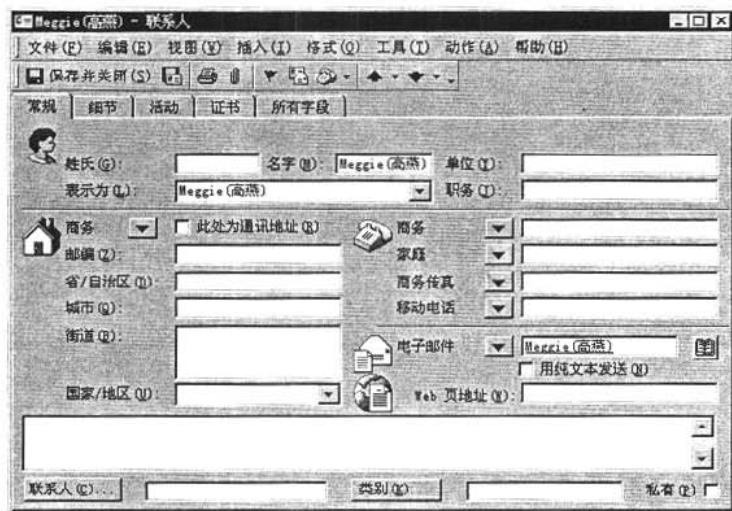 Meggie(高燕) - 联系人
文件(F) 编辑(E) 视图(V) 插入(I) 格式(O) 工具(T) 动作(A) 帮助(H)
保存并关闭(S)
常规 细节 活动 证书 所有字段
姓氏(G): 名字(M): Meggie(高燕) 单位(Y):
表示为(L): Meggie(高燕) 职务(J):
商务 此处为通讯地址(R) 商务
邮编(Z): 家庭
省/自治区(D): 商务传真
城市(Q): 移动电话
街道(B): 电子邮件 Meggie(高燕)
用纯文本发送(N)
国家/地区(U): Web 页地址(W):
联系人(C)... 类别(K) 私有(P)